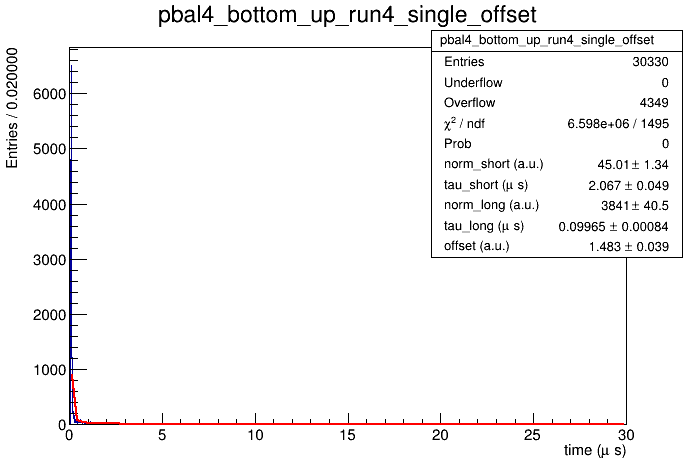 pbal4_bottom_up_run4_single_offset
pbal4_bottom_up_run4_single_offset
Entries 30330
Underflow 0
Overflow 4349
χ² / ndf 6.598e+06 / 1495
Prob 0
norm_short (a.u.) 45.01 ± 1.34
tau_short (μ s) 2.067 ± 0.049
norm_long (a.u.) 3841 ± 40.5
tau_long (μ s) 0.09965 ± 0.00084
offset (a.u.) 1.483 ± 0.039
Entries / 0.020000
6000
5000
4000
3000
2000
1000
0
0 5 10 15 20 25 30
time (μ s)